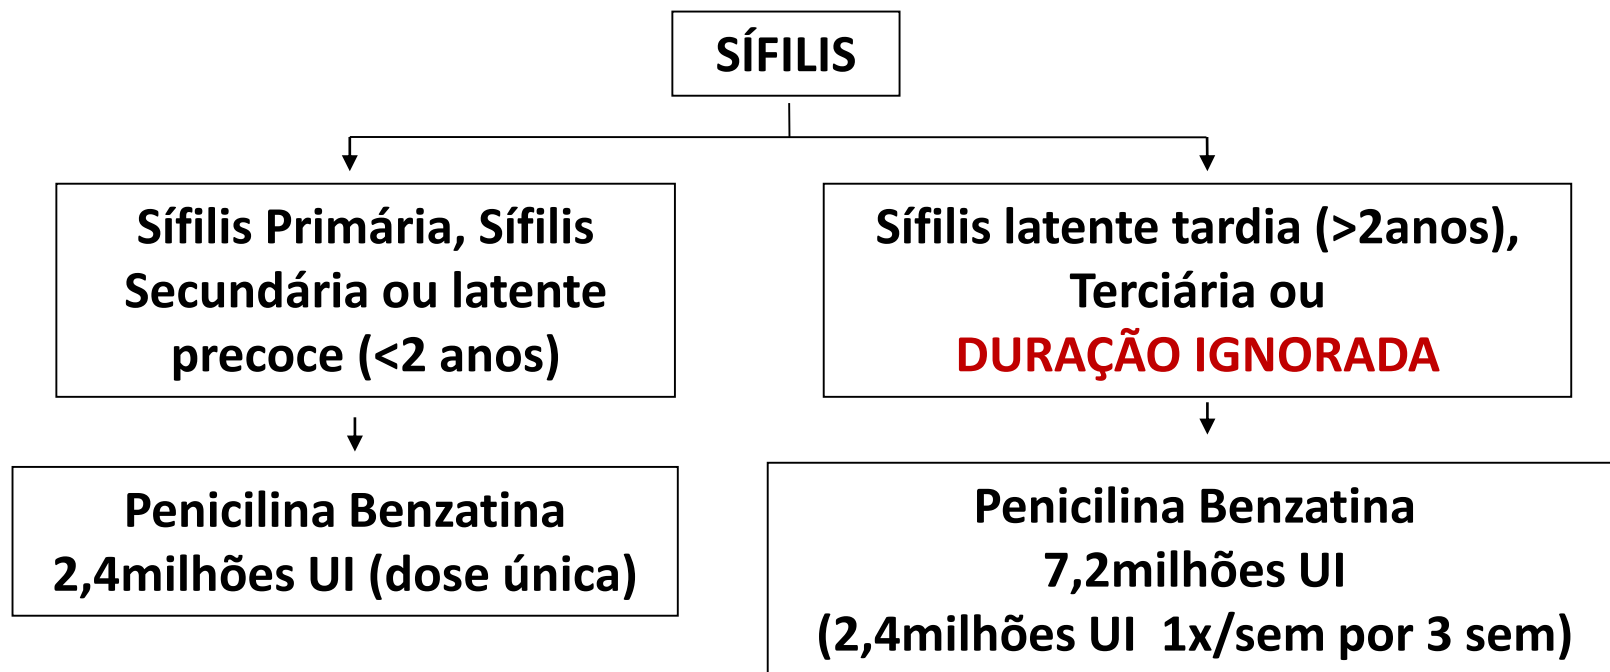 SÍFILIS
Sífilis Primária, Sífilis
Secundária ou latente
precoce (<2 anos)
Sífilis latente tardia (>2anos),
Terciária ou
DURAÇÃO IGNORADA
Penicilina Benzatina
2,4milhões UI (dose única)
Penicilina Benzatina
7,2milhões UI
(2,4milhões UI 1x/sem por 3 sem)